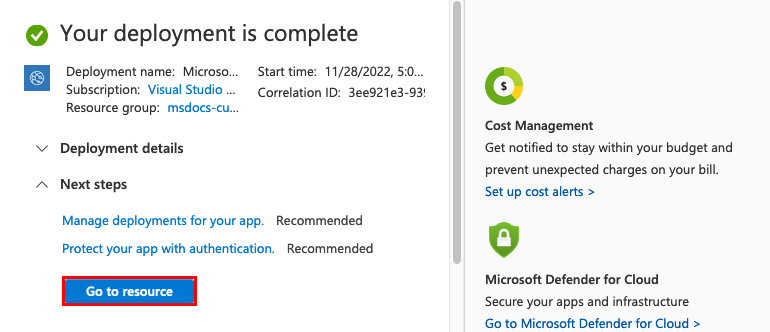 Your deployment is complete
Deployment name: Microso...
Start time: 11/28/2022, 5:0...
Subscription: Visual Studio ...
Correlation ID: 3ee921e3-939
Resource group: msdocs-cu...
Deployment details
Next steps
Manage deployments for your app. Recommended
Protect your app with authentication. Recommended
Go to resource
$
Cost Management
Get notified to stay within your budget and
prevent unexpected charges on your bill.
Set up cost alerts >
Microsoft Defender for Cloud
Secure your apps and infrastructure
Go to Microsoft Defender for Cloud >